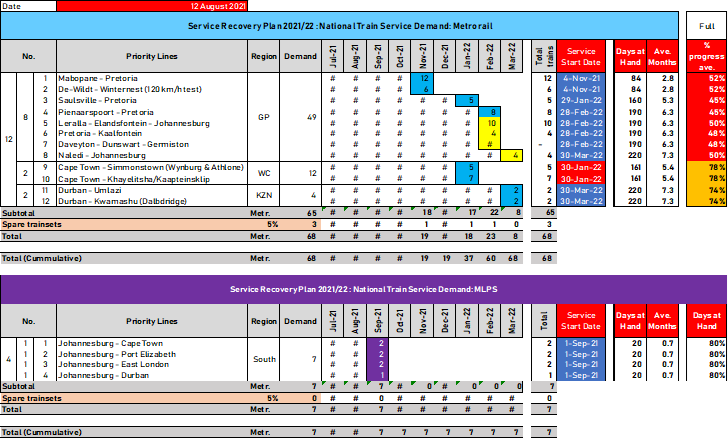 Date 12 August 2021
Service Recovery Plan 2021/22 : National Train Service Demand: Metrorail Full
No. Priority Lines Region Demand Jul-21 Aug-21 Sep-21 Oct-21 Nov-21 Dec-21 Jan-22 Feb-22 Mar-22 Total trains Service Start Date Days at Hand Ave. Months % progress ave.
12 8 1 Mabopane - Pretoria GP 49 # # # # 12 12 4-Nov-21 84 2.8 52%
2 De-Wildt - Winternest (120km/h test) # # # # 6 6 4-Nov-21 84 2.8 52%
3 Saulsville - Pretoria # # # # # # 5 5 29-Jan-22 160 5.3 45%
4 Pienaarspoort - Pretoria # # # # # # # 8 8 28-Feb-22 190 6.3 45%
5 Leralla - Elandsfontein - Johannesburg # # # # # # # 10 10 28-Feb-22 190 6.3 50%
6 Pretoria - Kaalfontein # # # # # # # 4 4 28-Feb-22 190 6.3 48%
7 Daveyton - Dunswart - Germiston # # # # # # # # - 28-Feb-22 190 6.3 48%
8 Naledi - Johannesburg # # # # # # # # 4 4 30-Mar-22 220 7.3 50%
2 9 Cape Town - Simmonstown (Wynburg & Athlone) WC 12 # # # # # # 5 5 30-Jan-22 161 5.4 78%
10 Cape Town - Khayelitsha/Kaapteinsklip # # # # # # 7 7 30-Jan-22 161 5.4 78%
2 11 Durban - Umlazi KZN 4 # # # # # # # # 2 2 30-Mar-22 220 7.3 74%
12 Durban - Kwamashu (Dalbdridge) # # # # # # # # 2 2 30-Mar-22 220 7.3 74%
Subtotal Metr. 65 # # # # 18 # 17 22 8 65
Spare trainsets 5% 3 # # # # 1 # 1 1 0 3
Total Metr. 68 # # # # 19 # 18 23 8 68
Total (Cummulative) Metr. 68 # # # # 19 19 37 60 68 68
Service Recovery Plan 2021/22 : National Train Service Demand: MLPS
No. Priority Lines Region Demand Jul-21 Aug-21 Sep-21 Oct-21 Nov-21 Dec-21 Jan-22 Feb-22 Mar-22 Total Service Start Date Days at Hand Ave. Months Days at Hand
4 1 1 Johannesburg - Cape Town South 7 # # 2 2 1-Sep-21 20 0.7 80%
1 2 Johannesburg - Port Elizabeth # # 2 2 1-Sep-21 20 0.7 80%
1 3 Johannesburg - East London # # 2 2 1-Sep-21 20 0.7 80%
1 4 Johannesburg - Durban # # 1 1 1-Sep-21 20 0.7 80%
Subtotal Metr. 7 # # 7 # 0 # 0 0 0 7
Spare trainsets 5% 0 # # 0 # # # # # # 0
Total Metr. 7 # # 7 # # # # # # 7
Total (Cummulative) Metr. 7 # # 7 7 7 7 7 7 7 7